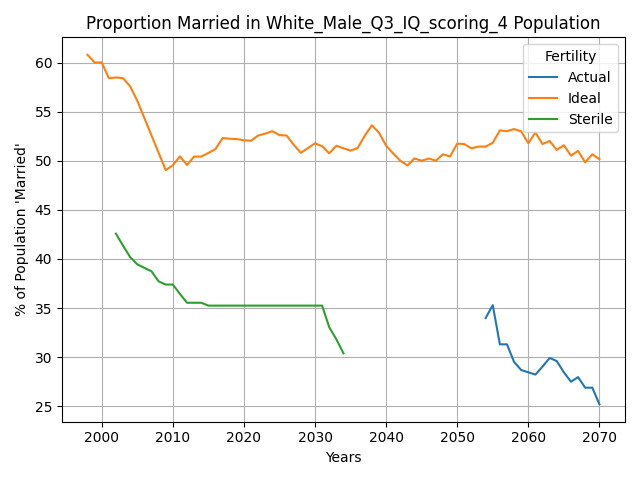 Proportion Married in White_Male_Q3_IQ_scoring_4 Population
Fertility
Actual
Ideal
Sterile
% of Population 'Married'
60
55
50
45
40
35
30
25
2000
2010
2020
2030
2040
2050
2060
2070
Years